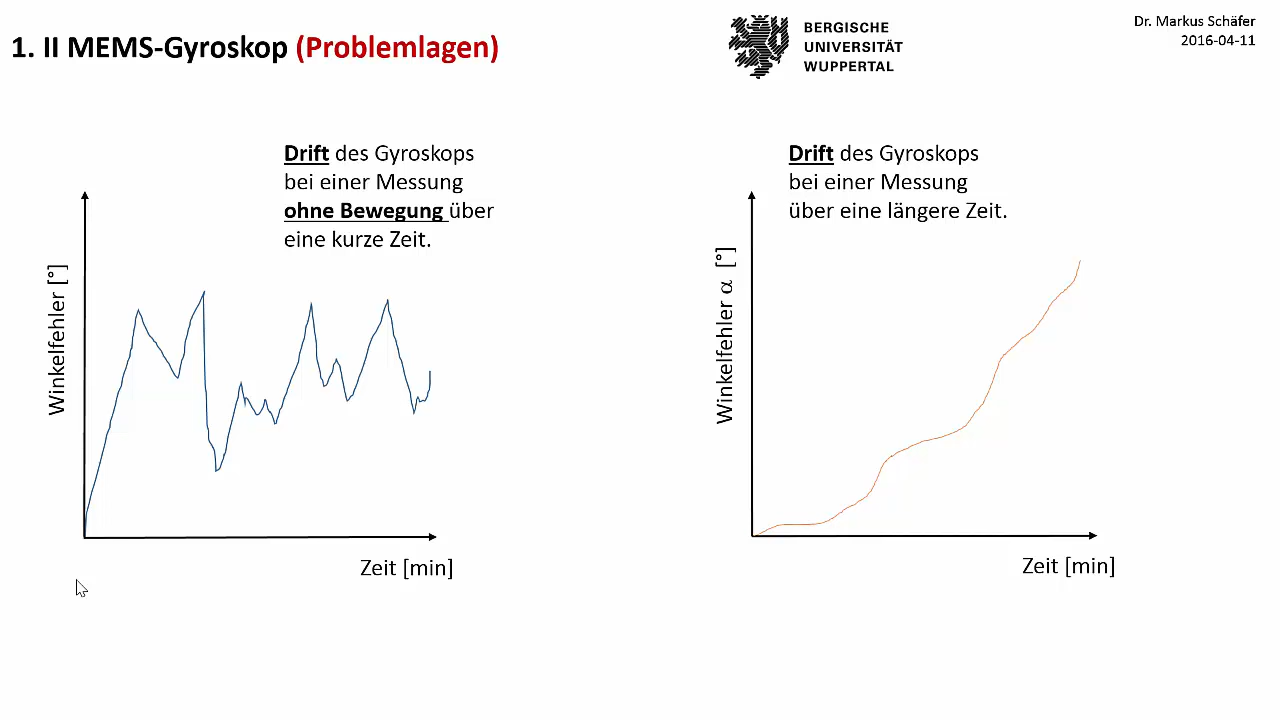 1. II MEMS-Gyroskop (Problemlagen)
BERGISCHE
UNIVERSITÄT
WUPPERTAL
Dr. Markus Schäfer
2016-04-11
Drift des Gyroskops
bei einer Messung
ohne Bewegung über
eine kurze Zeit.
Winkelfehler [°]
Zeit [min]
Drift des Gyroskops
bei einer Messung
über eine längere Zeit.
Winkelfehler α [°]
Zeit [min]